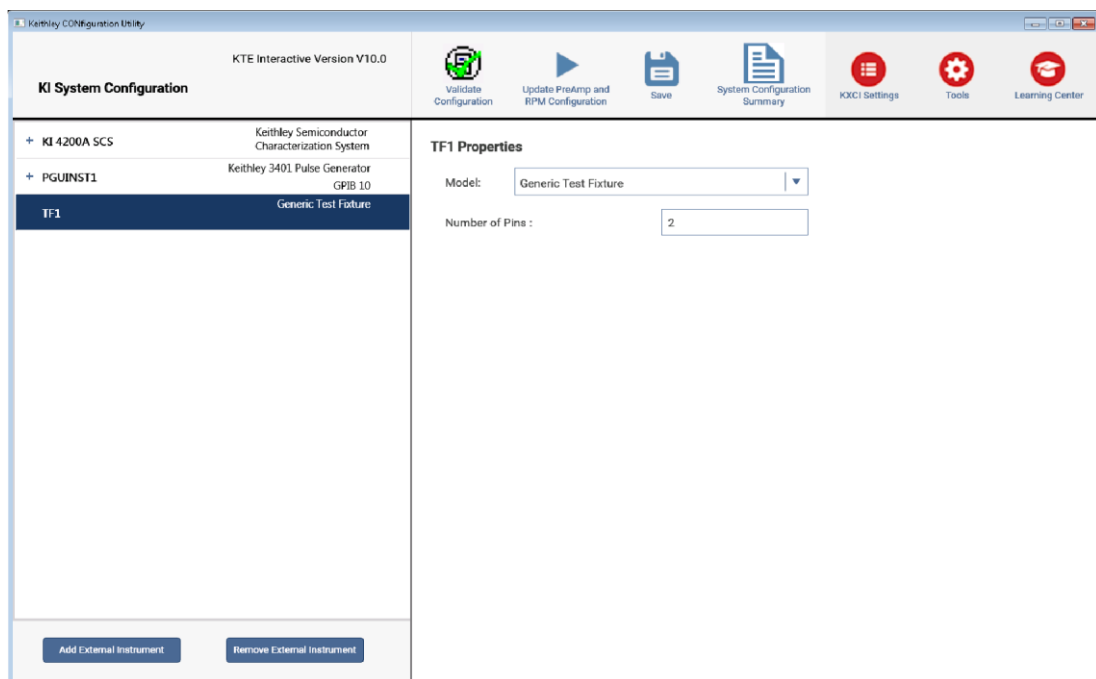 Keithley CONfiguration Utility
KI System Configuration
KTE Interactive Version V10.0
Validate
Configuration
Update PreAmp and
RPM Configuration
Save
System Configuration
Summary
KXCI Settings
Tools
Learning Center
+ KI 4200A SCS
Keithley Semiconductor
Characterization System
+ PGUINST1
Keithley 3401 Pulse Generator
GPIB 10
TF1
Generic Test Fixture
TF1 Properties
Model: Generic Test Fixture
Number of Pins : 2
Add External Instrument
Remove External Instrument